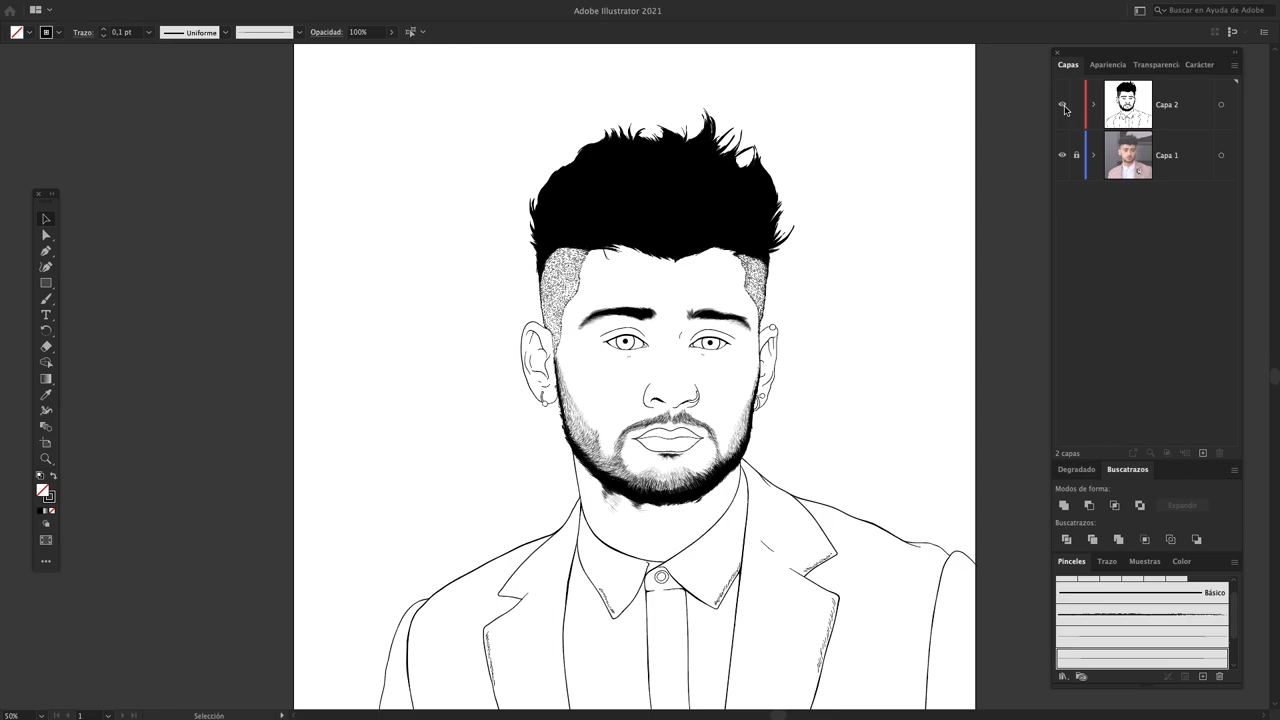 Adobe Illustrator 2021
Buscar en Ayuda de Adobe
Trazo: 0,1 pt Uniforme Opacidad: 100%
Capas Apariencia Transparenci Carácter
Capa 2
Capa 1
2 capas
Degradado Buscatrazos
Modos de forma:
Expandir
Buscatrazos:
Pinceles Trazo Muestras Color
Básico
50% 1 Selección